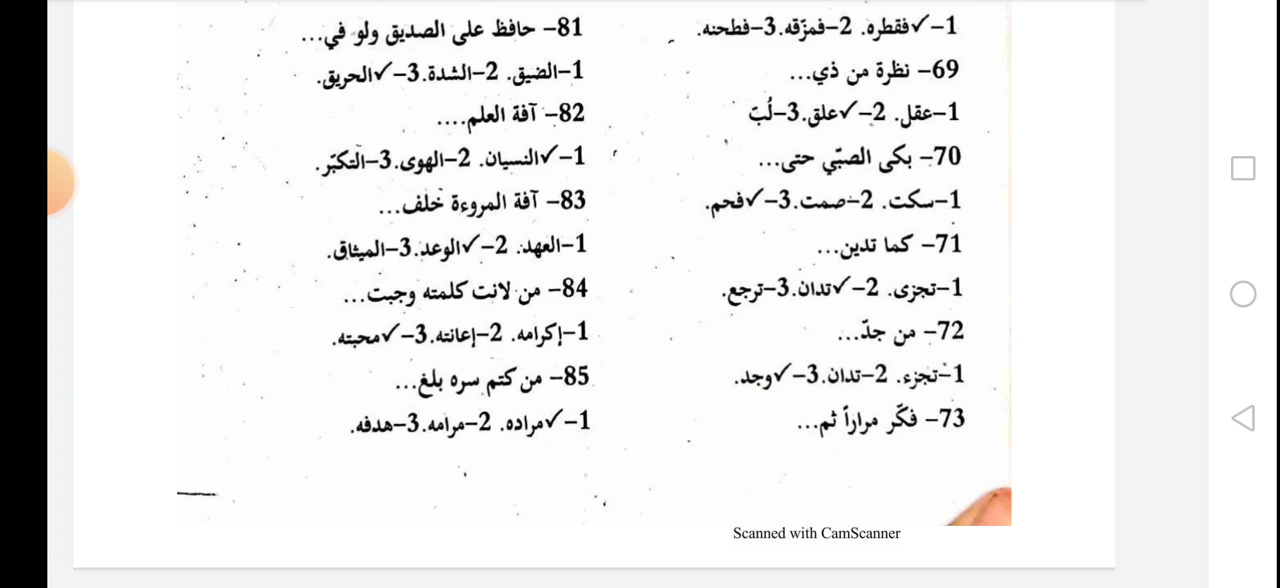 1-✓فقطره. 2-فمزّقه.3-فطحنه.
69- نظرة من ذي...
1-عقل. 2-✓علق.3-لُبّ
70- بكى الصبّي حتى...
1-سكت. 2-صمت.3-✓فحم.
71- كما تدين...
1-تجزى. 2-✓تدان.3-ترجع.
72- من جدّ...
1-تجزء. 2-تدان.3-✓وجد.
73- فكّر مراراً ثم...
81- حافظ على الصديق ولو في...
1-الضيق. 2-الشدة.3-✓الحريق.
82- آفة العلم....
1-✓النسيان. 2-الهوى.3-التكبّر.
83- آفة المروءة خلف...
1-العهد. 2-✓الوعد.3-الميثاق.
84- من لانت كلمته وجبت...
1-إكرامه. 2-إعانته.3-✓محبته.
85- من كتم سره بلغ...
1-✓مراده. 2-مرامه.3-هدفه.
Scanned with CamScanner